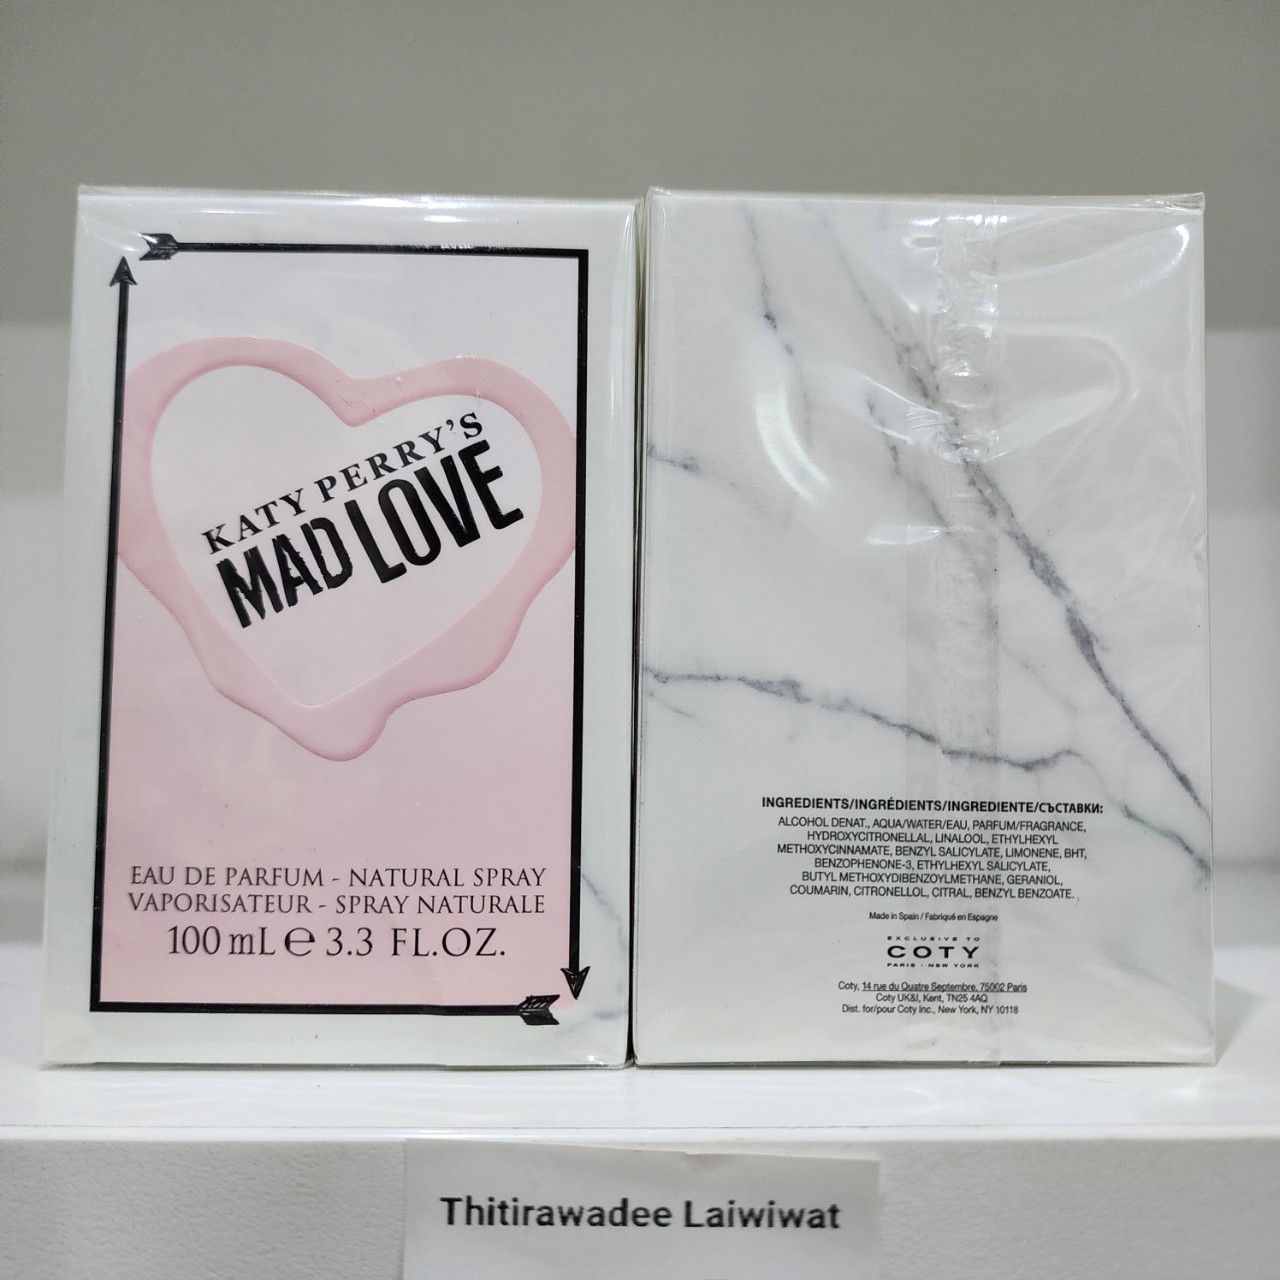 KATY PERRY'S
MAD LOVE
EAU DE PARFUM - NATURAL SPRAY
VAPORISATEUR - SPRAY NATURALE
100 mL ℮ 3.3 FL.OZ.
INGREDIENTS/INGRÉDIENTS/INGREDIENTE/СЪСТАВКИ:
ALCOHOL DENAT., AQUA/WATER/EAU, PARFUM/FRAGRANCE,
HYDROXYCITRONELLAL, LINALOOL, ETHYLHEXYL
METHOXYCINNAMATE, BENZYL SALICYLATE, LIMONENE, BHT,
BENZOPHENONE-3, ETHYLHEXYL SALICYLATE,
BUTYL METHOXYDIBENZOYLMETHANE, GERANIOL,
COUMARIN, CITRONELLOL, CITRAL, BENZYL BENZOATE.
Made in Spain / Fabriqué en Espagne
EXCLUSIVE TO
COTY
PARIS - NEW YORK
Coty, 14 rue du Quatre Septembre, 75002 Paris
Coty UK&I, Kent, TN25 4AQ
Dist. for/pour Coty Inc., New York, NY 10118
Thitirawadee Laiwiwat